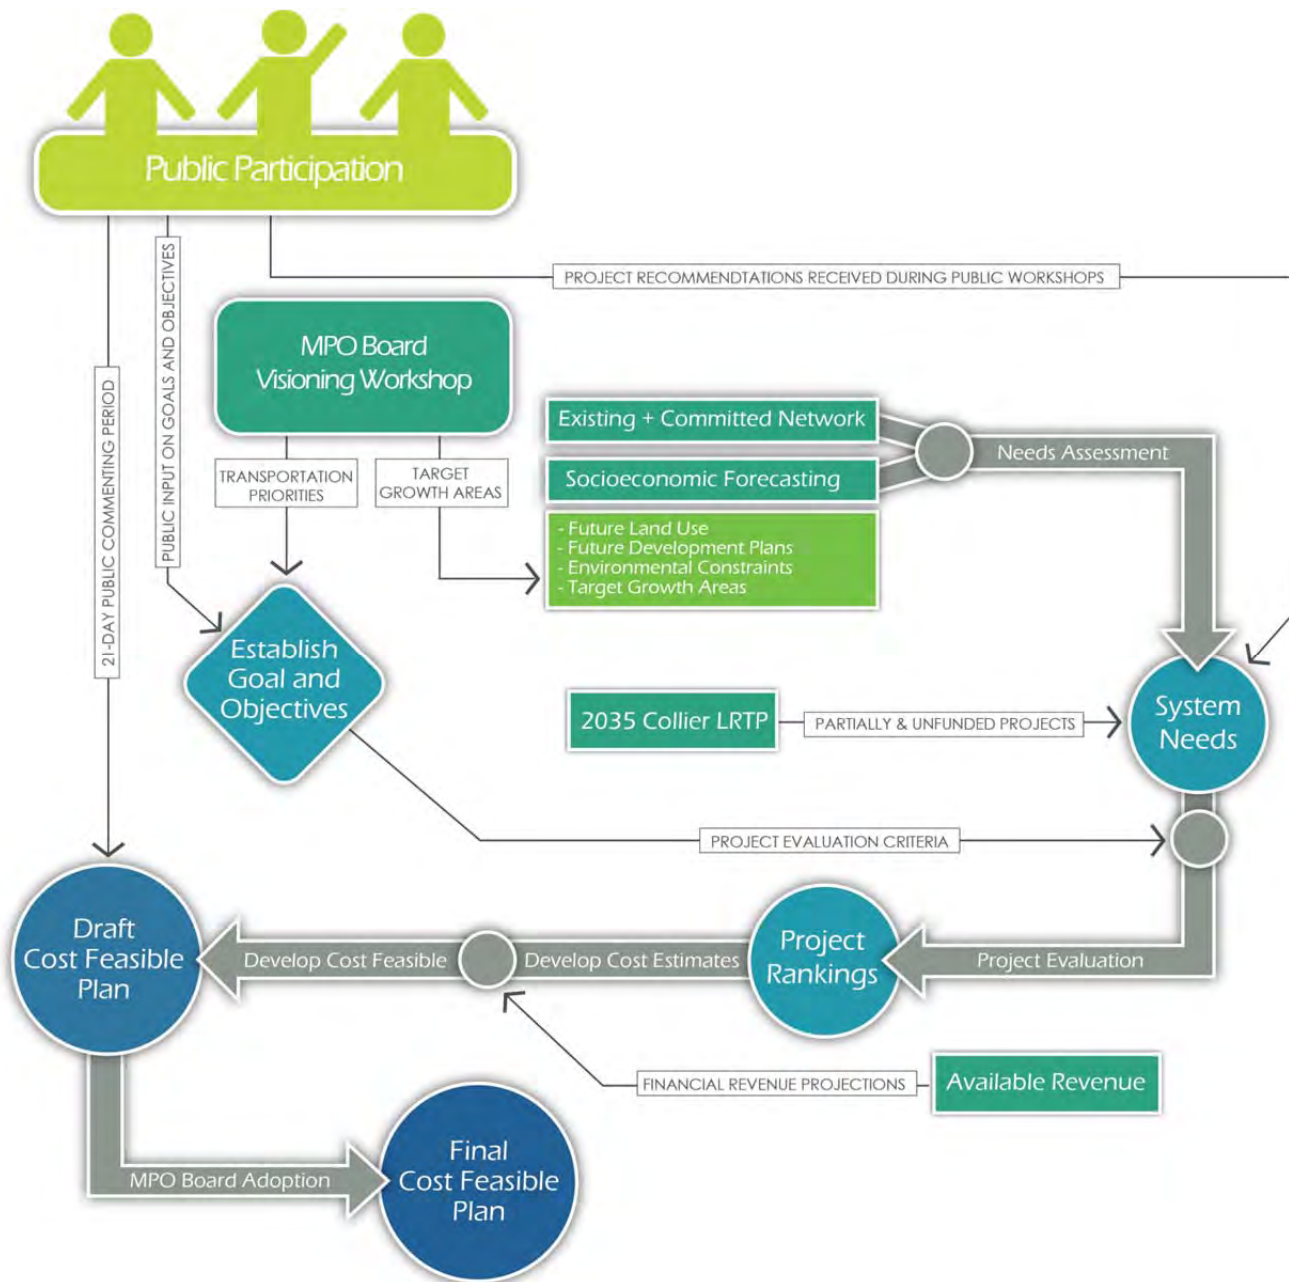 Public Participation
PROJECT RECOMMENDTATIONS RECEIVED DURING PUBLIC WORKSHOPS
PUBLIC INPUT ON GOALS AND OBJECTIVES
21-DAY PUBLIC COMMENTING PERIOD
MPO Board
Visioning Workshop
TRANSPORTATION
PRIORITIES
TARGET
GROWTH AREAS
Existing + Committed Network
Socioeconomic Forecasting
- Future Land Use
- Future Development Plans
- Environmental Constraints
- Target Growth Areas
Needs Assessment
Establish
Goal and
Objectives
2035 Collier LRTP
PARTIALLY & UNFUNDED PROJECTS
System
Needs
PROJECT EVALUATION CRITERIA
Draft
Cost Feasible
Plan
Develop Cost Feasible
Develop Cost Estimates
Project
Rankings
Project Evaluation
FINANCIAL REVENUE PROJECTIONS
Available Revenue
MPO Board Adoption
Final
Cost Feasible
Plan